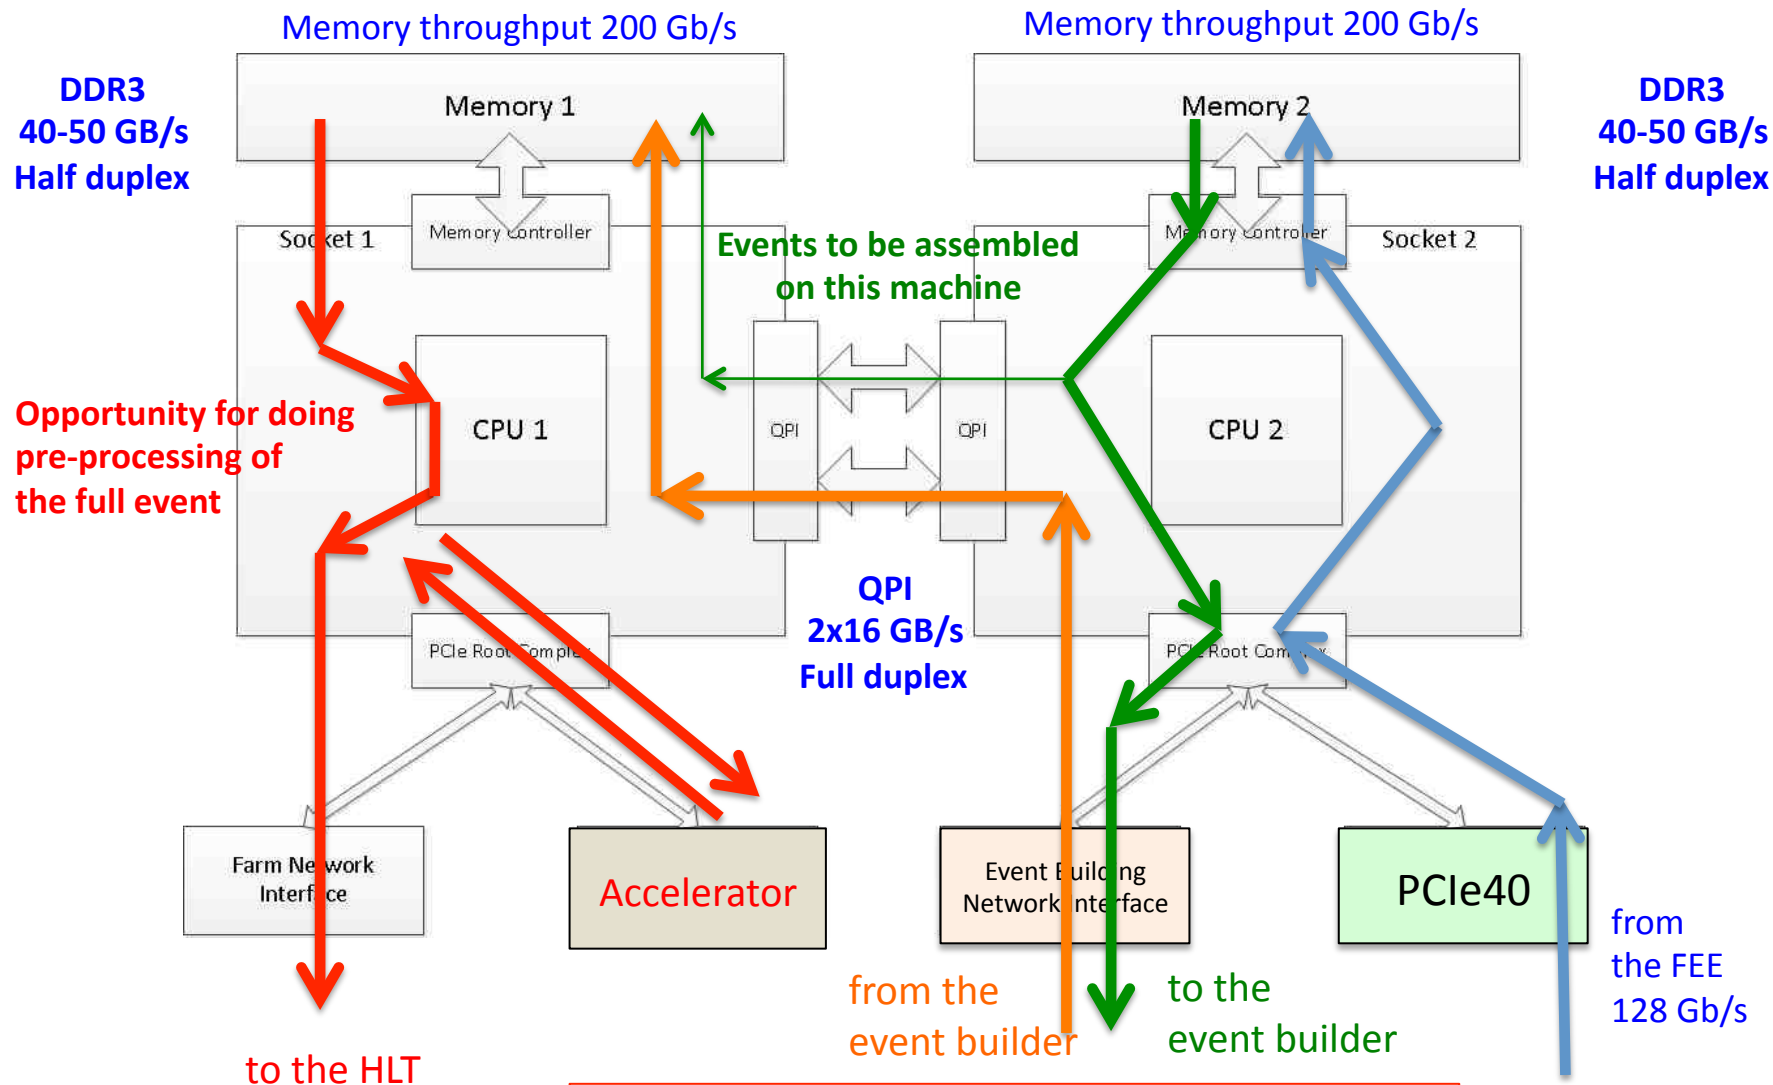 Memory throughput 200 Gb/s
Memory throughput 200 Gb/s
DDR3
40-50 GB/s
Half duplex
Memory 1
Memory 2
DDR3
40-50 GB/s
Half duplex
Socket 1
Memory Controller
Events to be assembled
on this machine
Memory Controller
Socket 2
Opportunity for doing
pre-processing of
the full event
CPU 1
QPI
QPI
CPU 2
QPI
2x16 GB/s
Full duplex
PCIe Root Complex
PCIe Root Complex
Farm Network
Interface
Accelerator
Event Building
Network Interface
PCIe40
from
the FEE
128 Gb/s
from the
event builder
to the
event builder
to the HLT